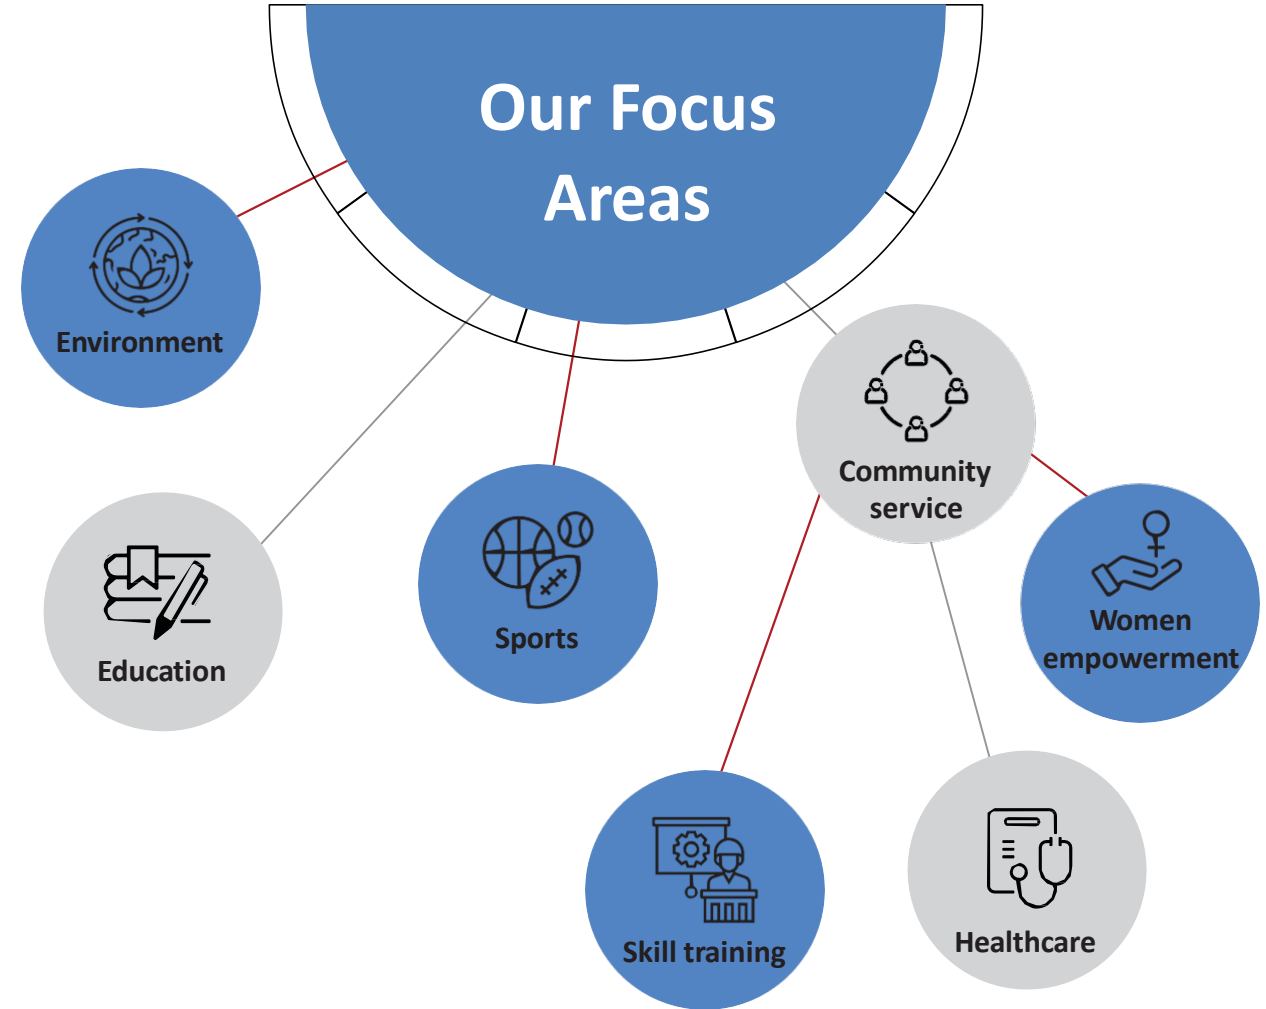 Our Focus
Areas
Environment
Education
Sports
Community
service
Women
empowerment
Skill training
Healthcare